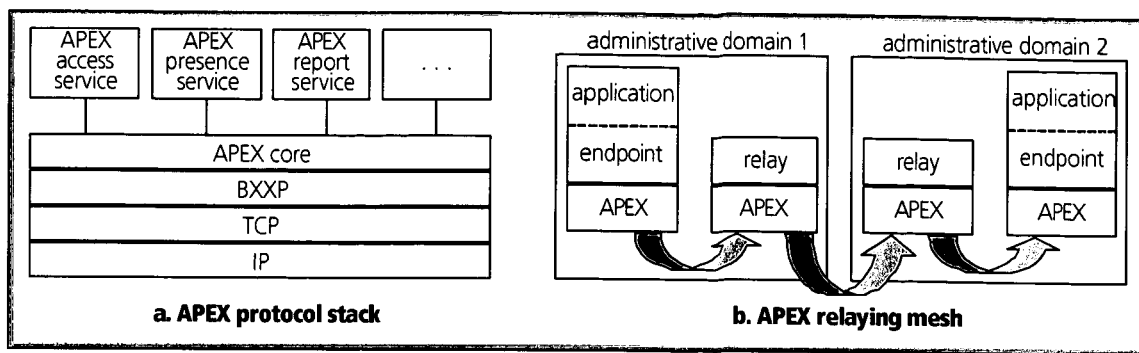 APEX
access
service
APEX
presence
service
APEX
report
service
. . .
APEX core
BXXP
TCP
IP
a. APEX protocol stack
administrative domain 1
application
endpoint
APEX
relay
APEX
administrative domain 2
relay
APEX
application
endpoint
APEX
b. APEX relaying mesh